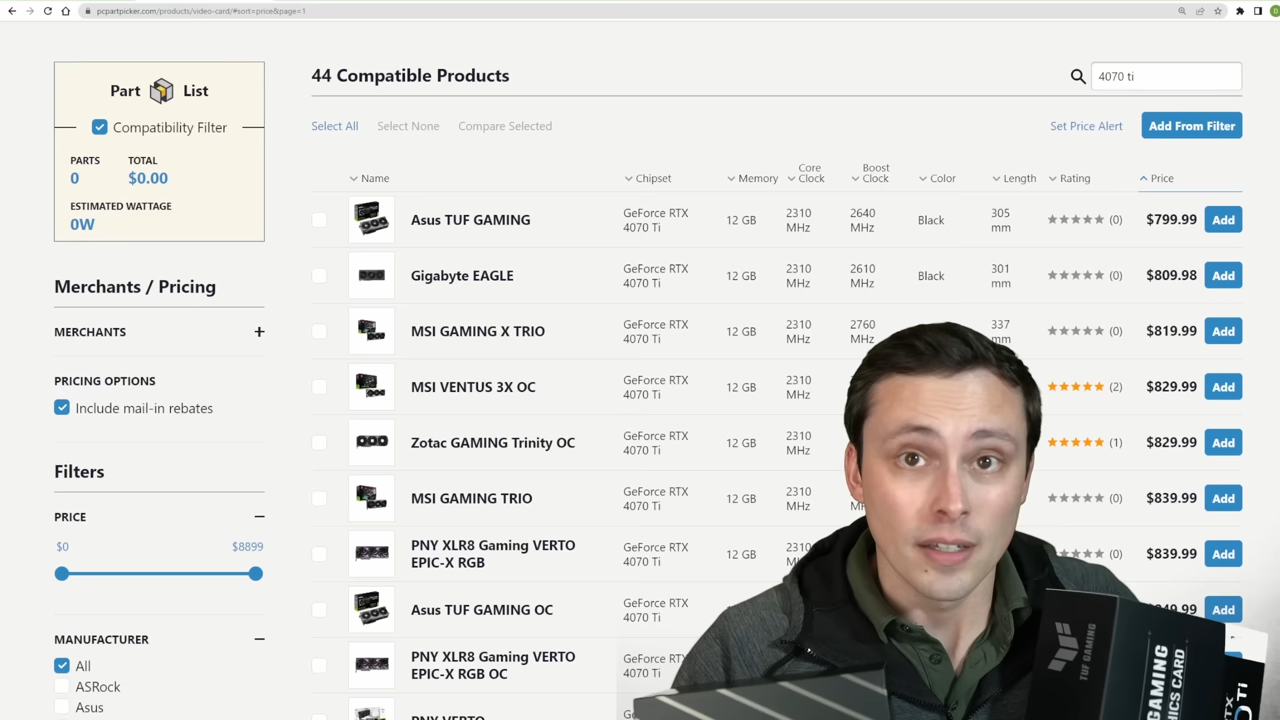 pcpartpicker.com/products/video-card/#sort=price&page=1
Part List
Compatibility Filter
PARTS TOTAL
0 $0.00
ESTIMATED WATTAGE
0W
Merchants / Pricing
MERCHANTS +
PRICING OPTIONS
Include mail-in rebates
Filters
PRICE −
$0 $8899
MANUFACTURER −
All
ASRock
Asus
44 Compatible Products
4070 ti
Select All Select None Compare Selected
Set Price Alert Add From Filter
Name Chipset Memory Core Clock Boost Clock Color Length Rating Price
Asus TUF GAMING GeForce RTX 4070 Ti 12 GB 2310 MHz 2640 MHz Black 305 mm (0) $799.99 Add
Gigabyte EAGLE GeForce RTX 4070 Ti 12 GB 2310 MHz 2610 MHz Black 301 mm (0) $809.98 Add
MSI GAMING X TRIO GeForce RTX 4070 Ti 12 GB 2310 MHz 2760 MHz 337 mm (0) $819.99 Add
MSI VENTUS 3X OC GeForce RTX 4070 Ti 12 GB 2310 MHz (2) $829.99 Add
Zotac GAMING Trinity OC GeForce RTX 4070 Ti 12 GB 2310 MHz (1) $829.99 Add
MSI GAMING TRIO GeForce RTX 4070 Ti 12 GB 2310 MHz (0) $839.99 Add
PNY XLR8 Gaming VERTO EPIC-X RGB GeForce RTX 4070 Ti 12 GB 2310 (0) $839.99 Add
Asus TUF GAMING OC GeForce RTX 4070 Ti Add
PNY XLR8 Gaming VERTO EPIC-X RGB OC GeForce RTX 4070 Ti
PNY VERTO
TUF GAMING
GAMING
Ti